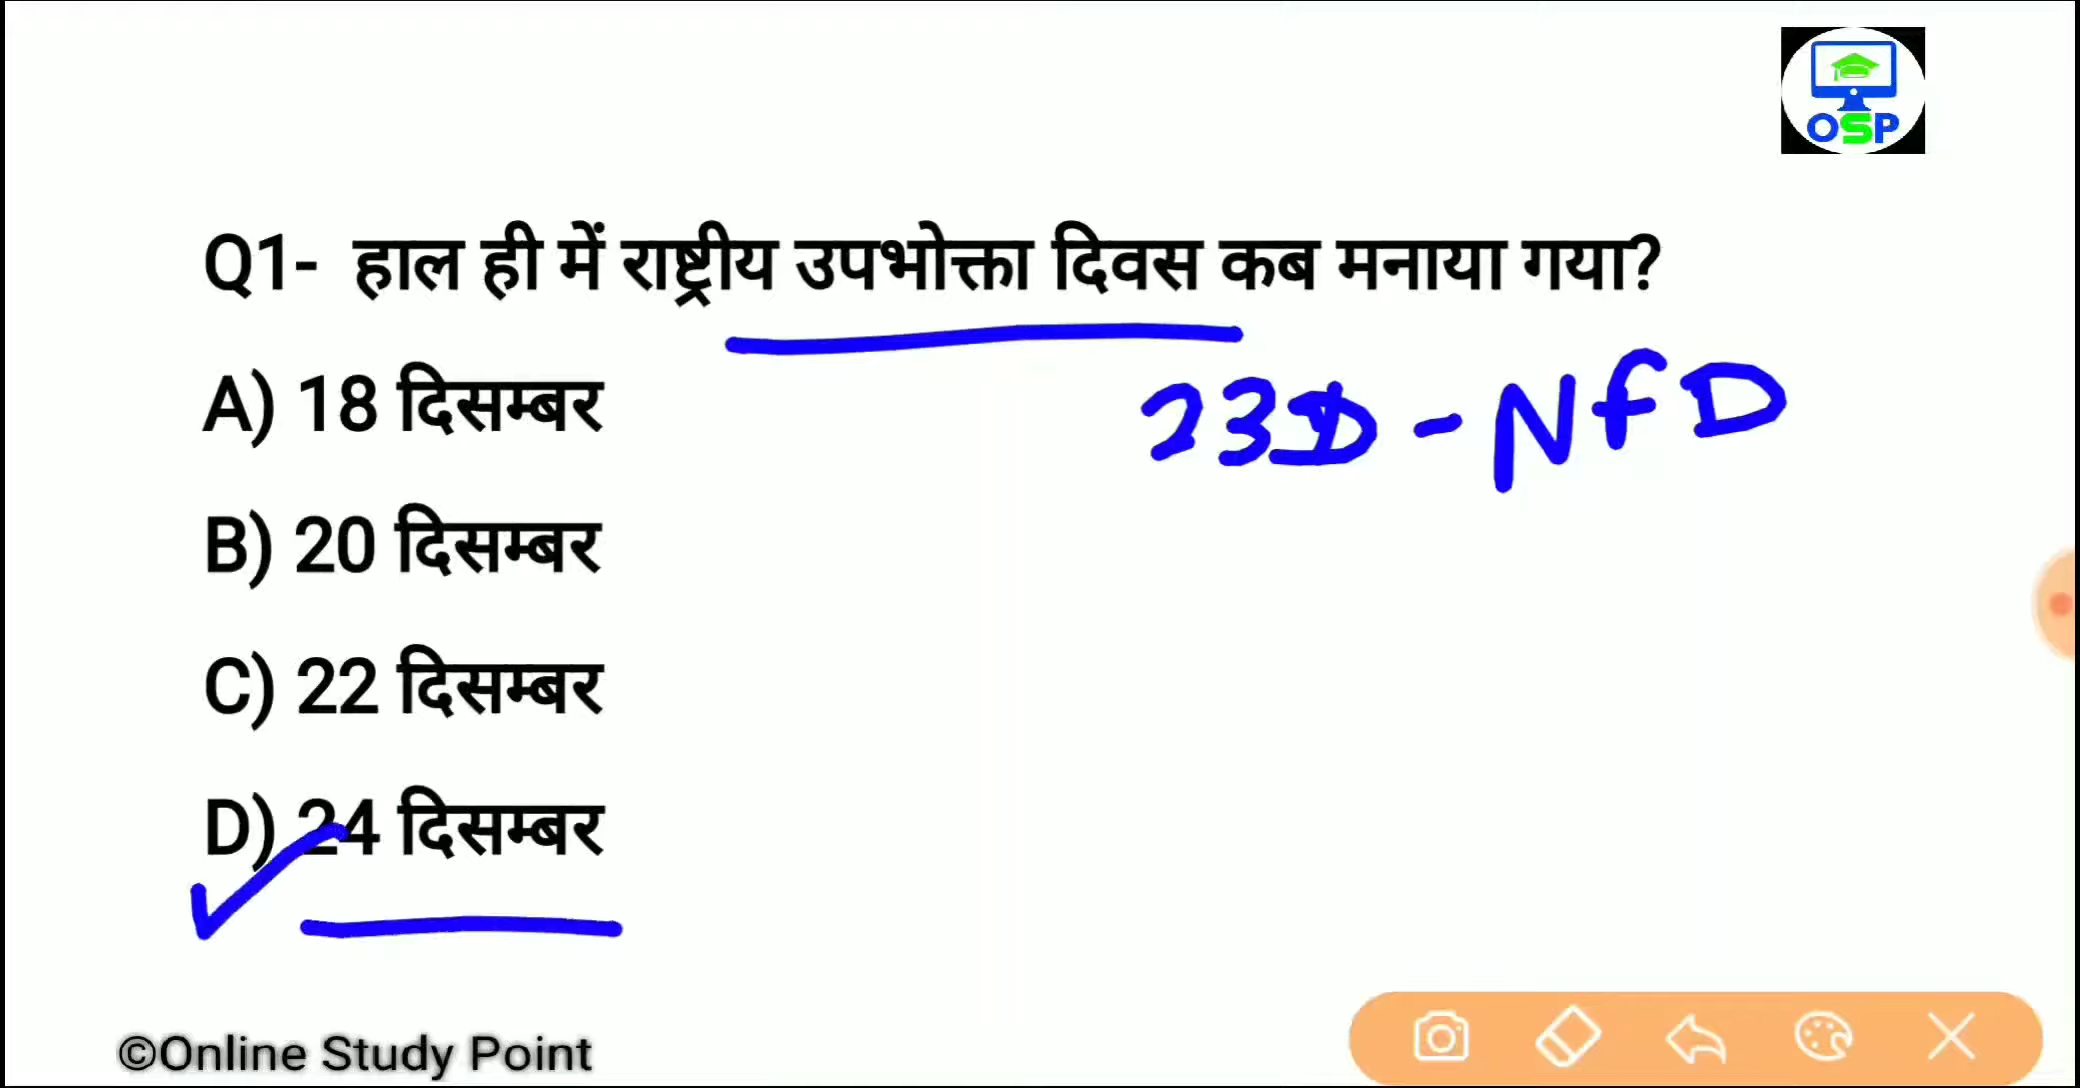 OSP
Q1- हाल ही में राष्ट्रीय उपभोक्ता दिवस कब मनाया गया?
A) 18 दिसम्बर
23D - NFD
B) 20 दिसम्बर
C) 22 दिसम्बर
D) 24 दिसम्बर
©Online Study Point